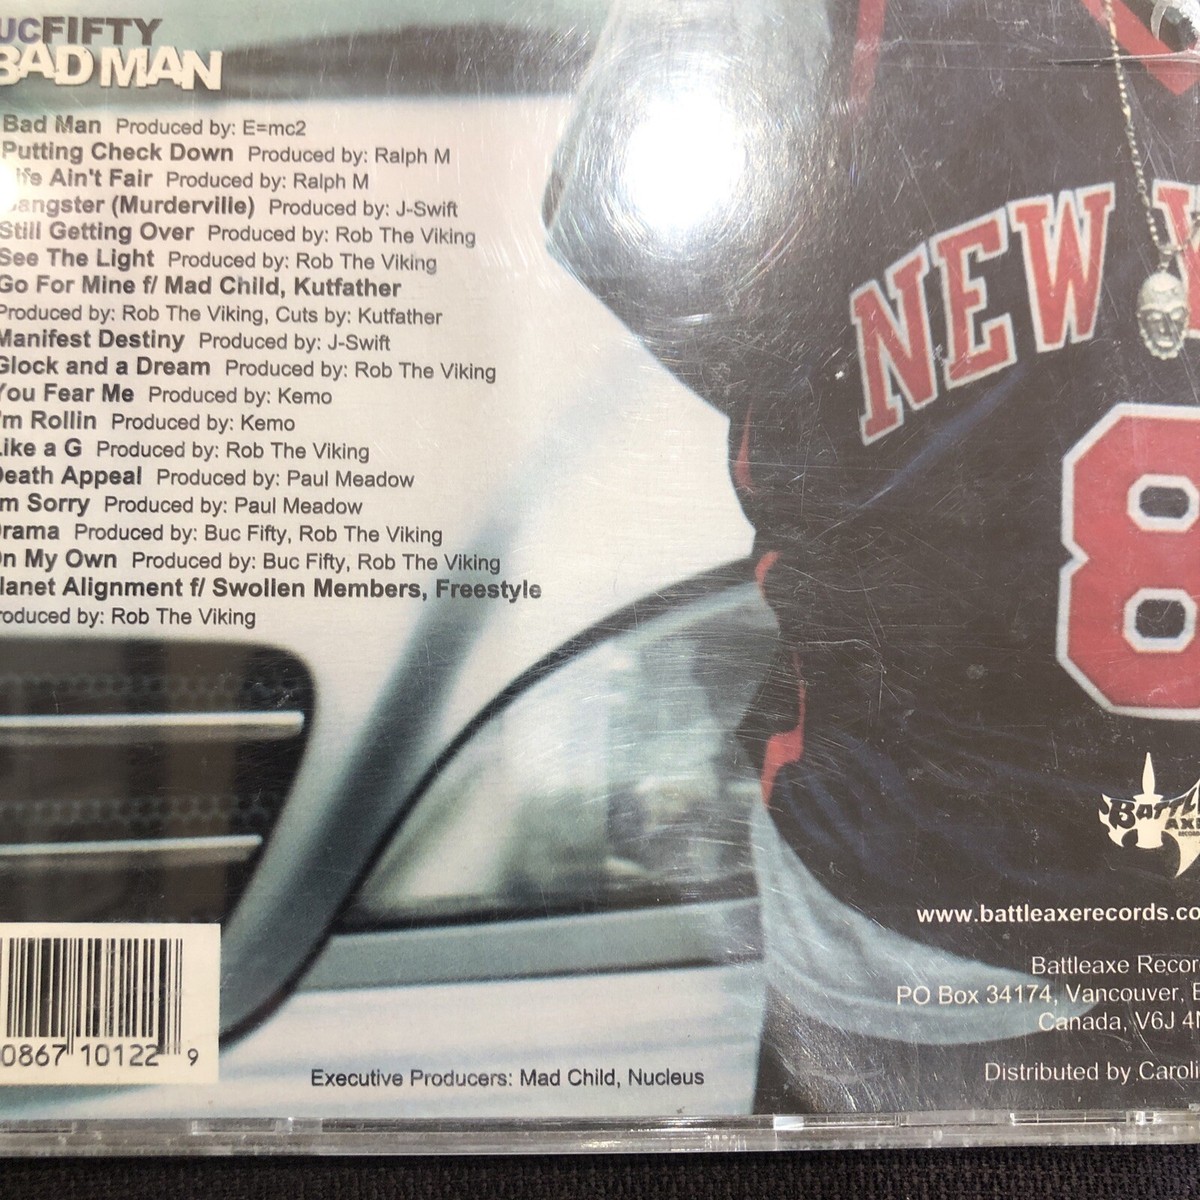 UCFIFTY
BAD MAN
Bad Man Produced by: E=mc2
Putting Check Down Produced by: Ralph M
ife Ain't Fair Produced by: Ralph M
angster (Murderville) Produced by: J-Swift
Still Getting Over Produced by: Rob The Viking
See The Light Produced by: Rob The Viking
Go For Mine f/ Mad Child, Kutfather
Produced by: Rob The Viking, Cuts by: Kutfather
Manifest Destiny Produced by: J-Swift
Glock and a Dream Produced by: Rob The Viking
You Fear Me Produced by: Kemo
'm Rollin Produced by: Kemo
Like a G Produced by: Rob The Viking
Death Appeal Produced by: Paul Meadow
'm Sorry Produced by: Paul Meadow
rama Produced by: Buc Fifty, Rob The Viking
n My Own Produced by: Buc Fifty, Rob The Viking
lanet Alignment f/ Swollen Members, Freestyle
roduced by: Rob The Viking
NEW
8
BATTL
AXE
www.battleaxerecords.co
Battleaxe Recor
PO Box 34174, Vancouver, B
Canada, V6J 4N
Distributed by Caroli
0867 10122 9
Executive Producers: Mad Child, Nucleus